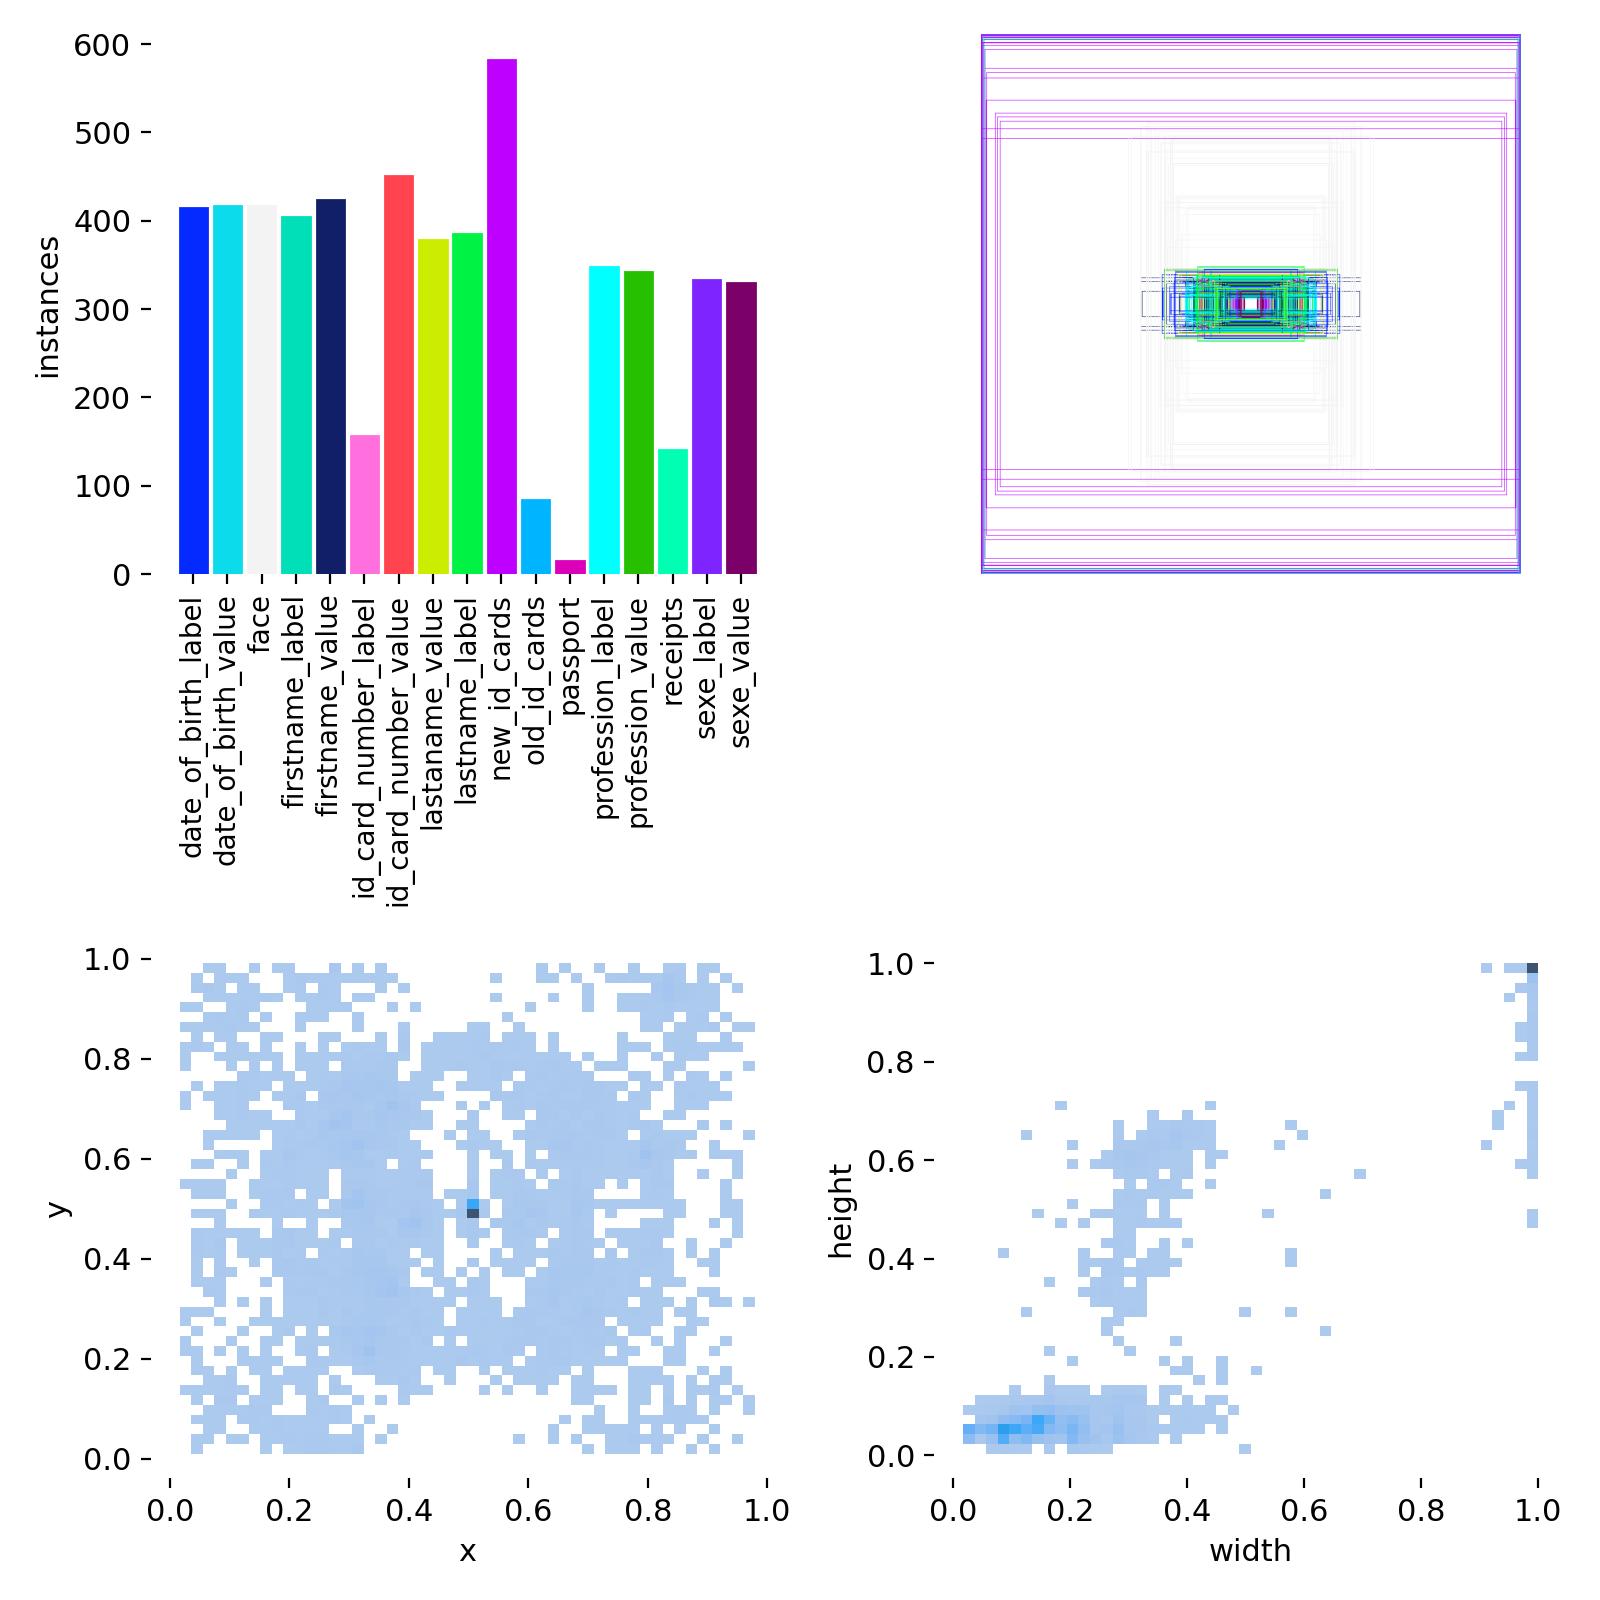 600
500
400
300
200
100
0
instances
date_of_birth_label
date_of_birth_value
face
firstname_label
firstname_value
id_card_number_label
id_card_number_value
lastaname_value
lastname_label
new_id_cards
old_id_cards
passport
profession_label
profession_value
receipts
sexe_label
sexe_value
1.0
0.8
0.6
0.4
0.2
0.0
y
0.0 0.2 0.4 0.6 0.8 1.0
x
1.0
0.8
0.6
0.4
0.2
0.0
height
0.0 0.2 0.4 0.6 0.8 1.0
width